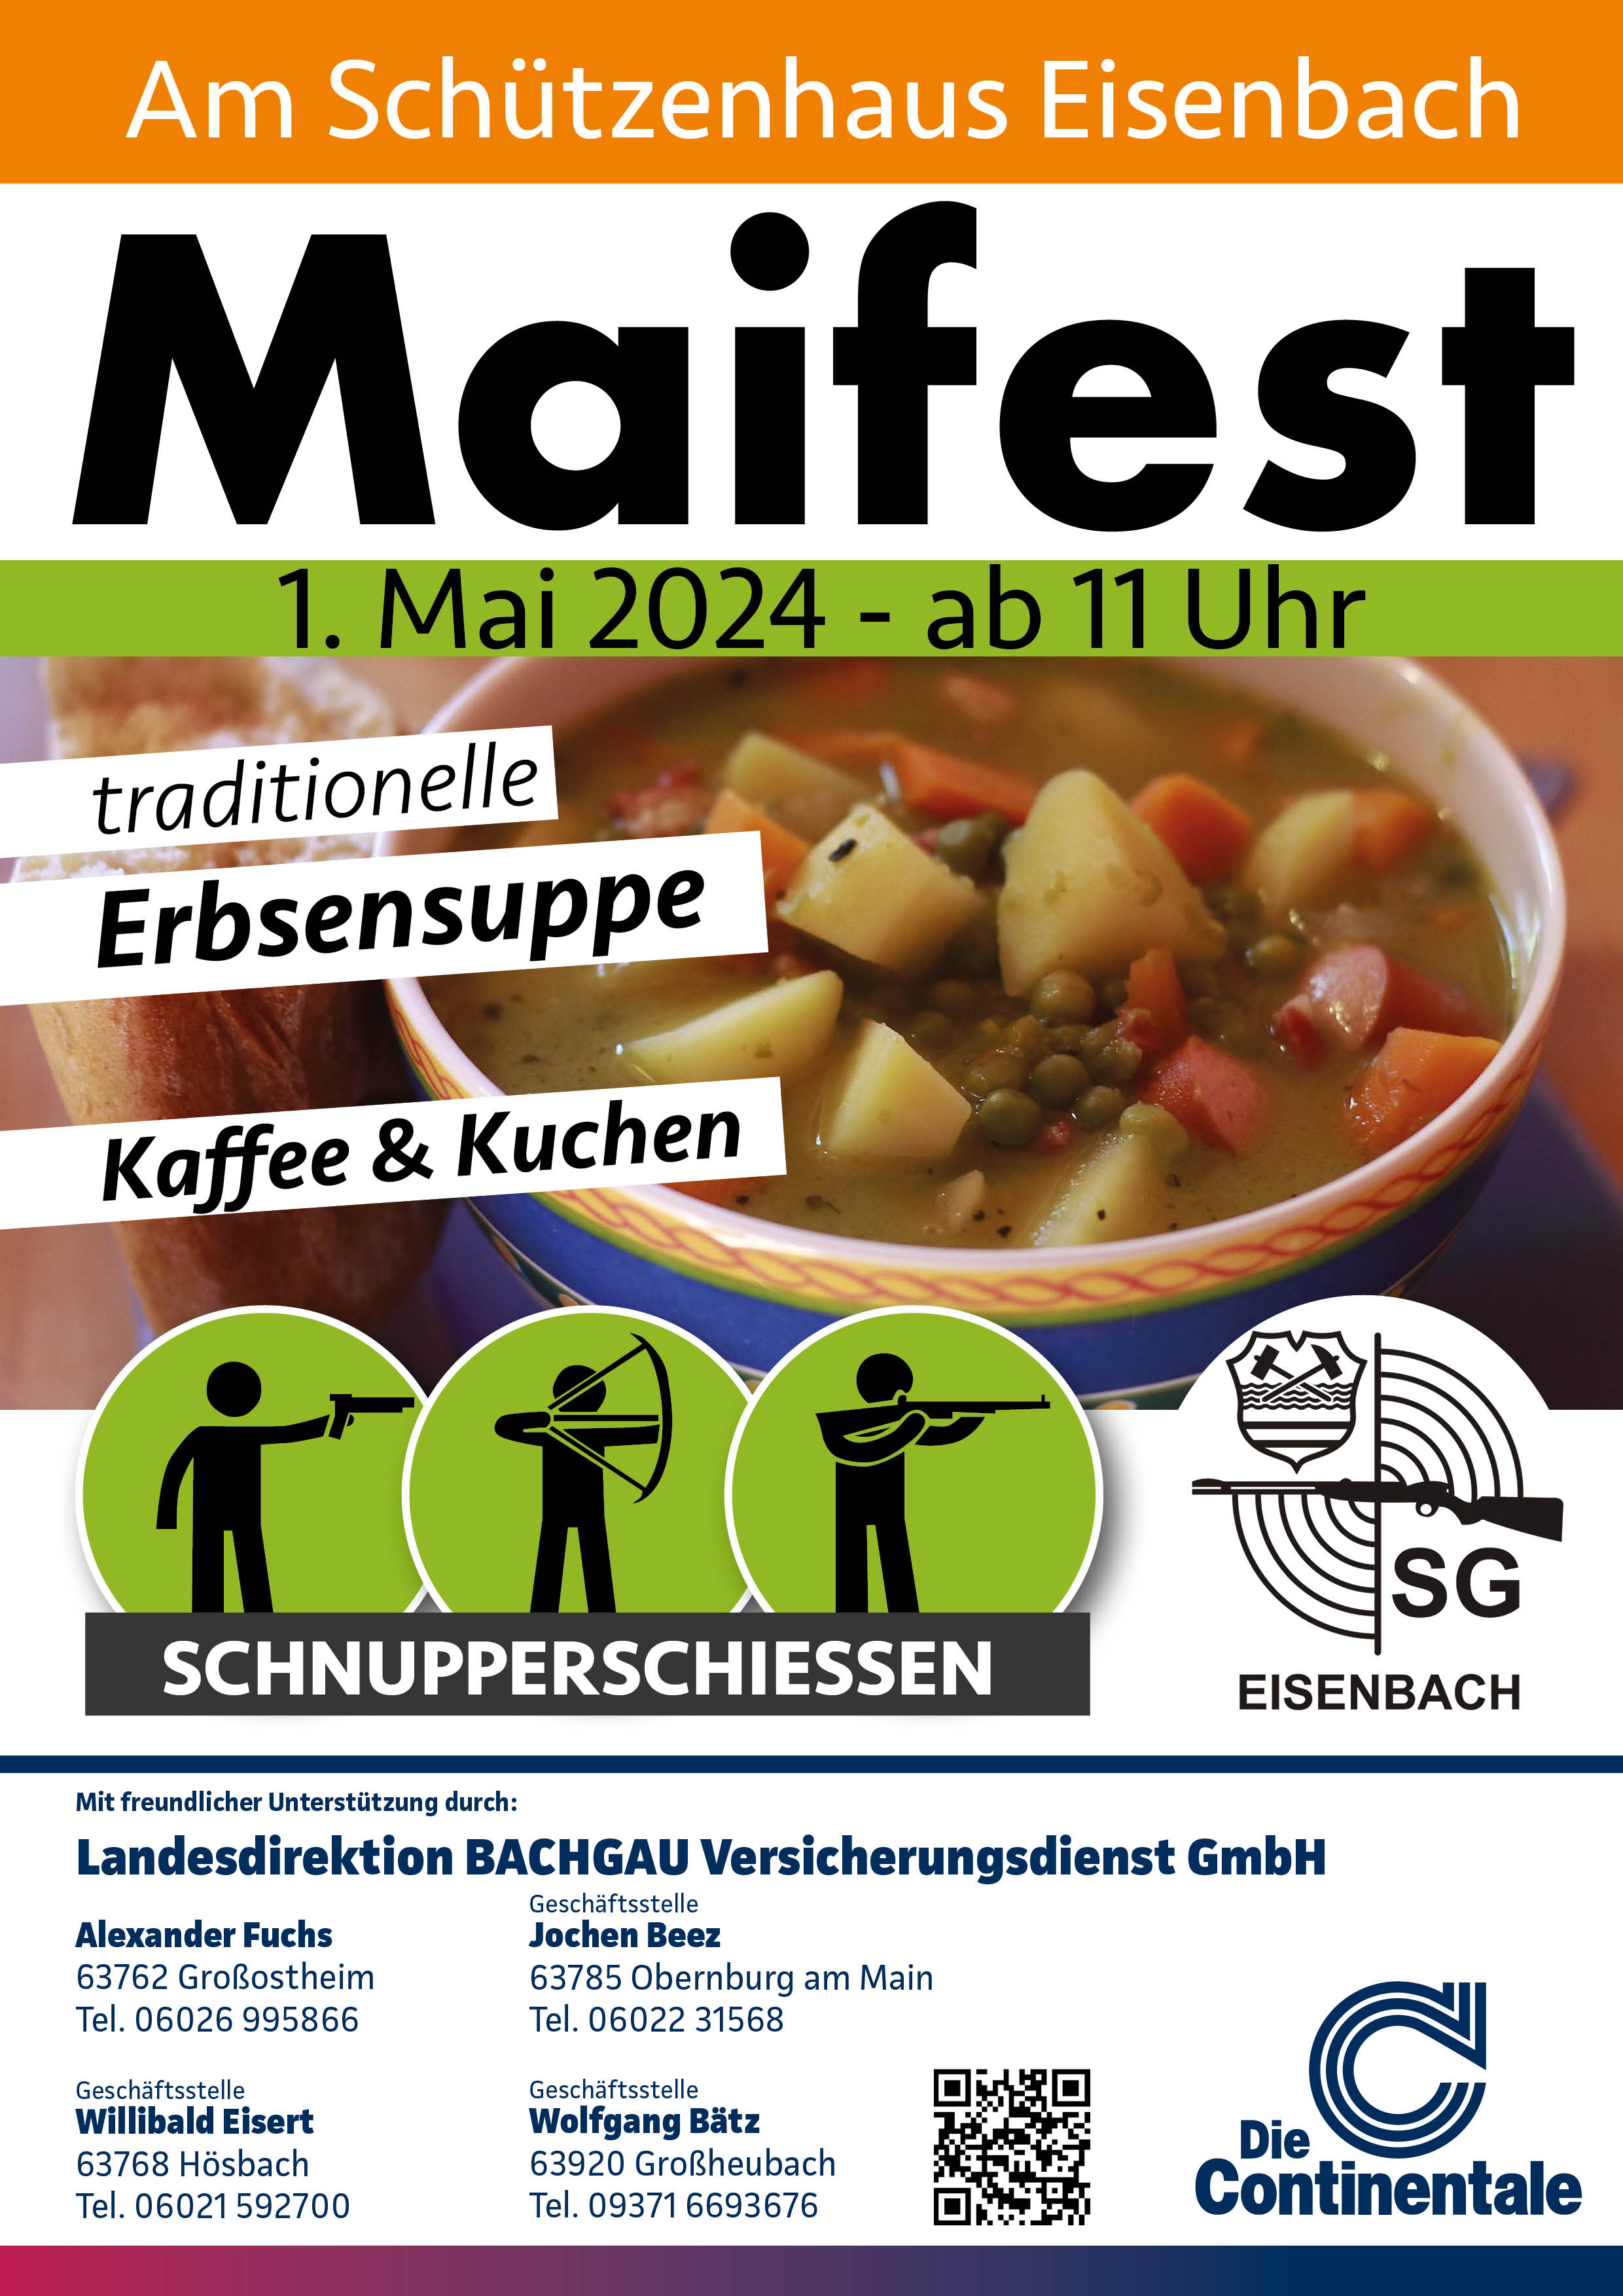 Am Schützenhaus Eisenbach
Maifest
1. Mai 2024 - ab 11 Uhr
traditionelle
Erbsensuppe
Kaffee & Kuchen
SCHNUPPERSCHIESSEN
SG
EISENBACH
Mit freundlicher Unterstützung durch:
Landesdirektion BACHGAU Versicherungsdienst GmbH
Alexander Fuchs
63762 Großostheim
Tel. 06026 995866
Geschäftsstelle
Jochen Beez
63785 Obernburg am Main
Tel. 06022 31568
Geschäftsstelle
Willibald Eisert
63768 Hösbach
Tel. 06021 592700
Geschäftsstelle
Wolfgang Bätz
63920 Großheubach
Tel. 09371 6693676
Die
Continentale